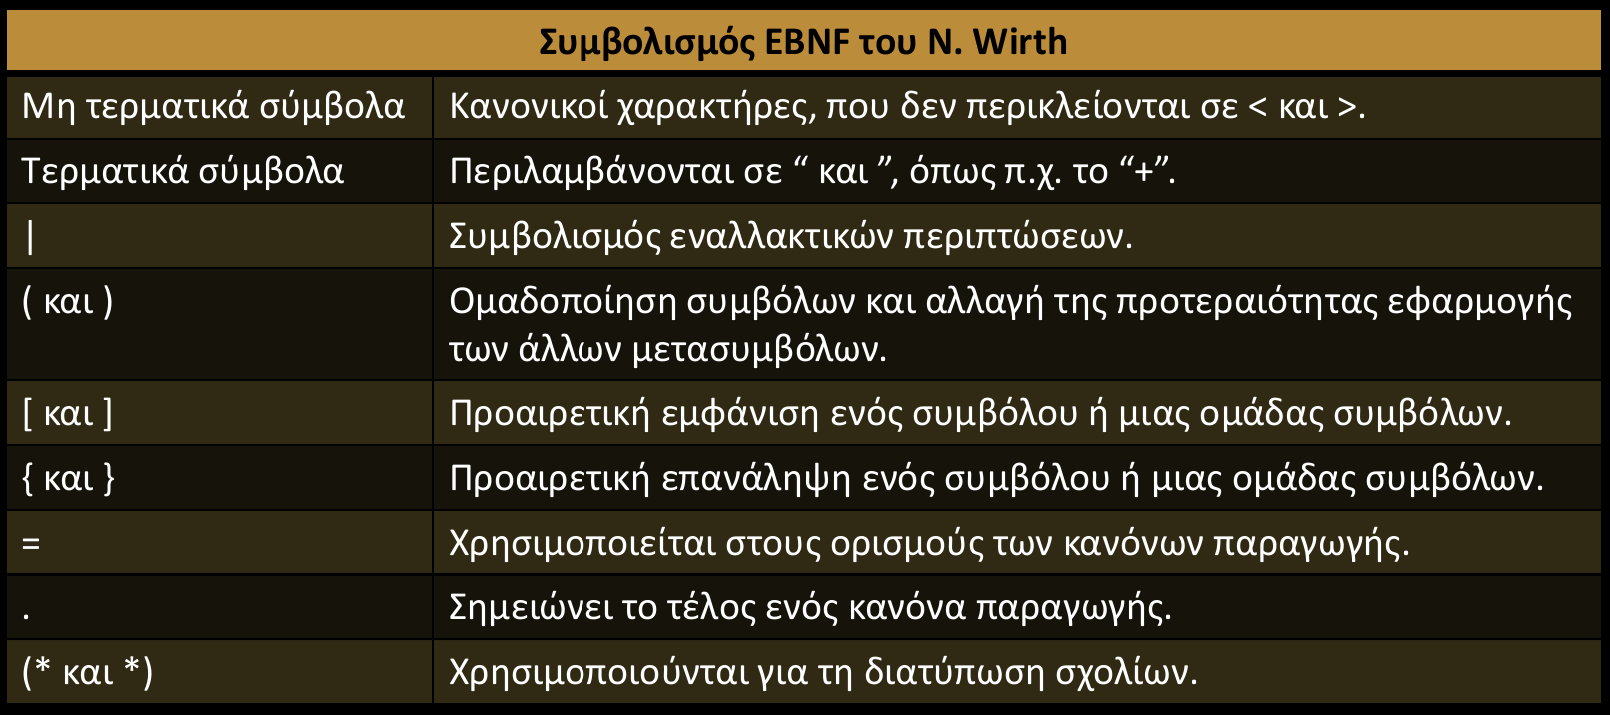 Συμβολισμός EBNF του N. Wirth
Μη τερματικά σύμβολα Κανονικοί χαρακτήρες, που δεν περικλείονται σε < και >.
Τερματικά σύμβολα Περιλαμβάνονται σε “ και ”, όπως π.χ. το “+”.
| Συμβολισμός εναλλακτικών περιπτώσεων.
( και ) Ομαδοποίηση συμβόλων και αλλαγή της προτεραιότητας εφαρμογής
των άλλων μετασυμβόλων.
[ και ] Προαιρετική εμφάνιση ενός συμβόλου ή μιας ομάδας συμβόλων.
{ και } Προαιρετική επανάληψη ενός συμβόλου ή μιας ομάδας συμβόλων.
= Χρησιμοποιείται στους ορισμούς των κανόνων παραγωγής.
. Σημειώνει το τέλος ενός κανόνα παραγωγής.
(* και *) Χρησιμοποιούνται για τη διατύπωση σχολίων.